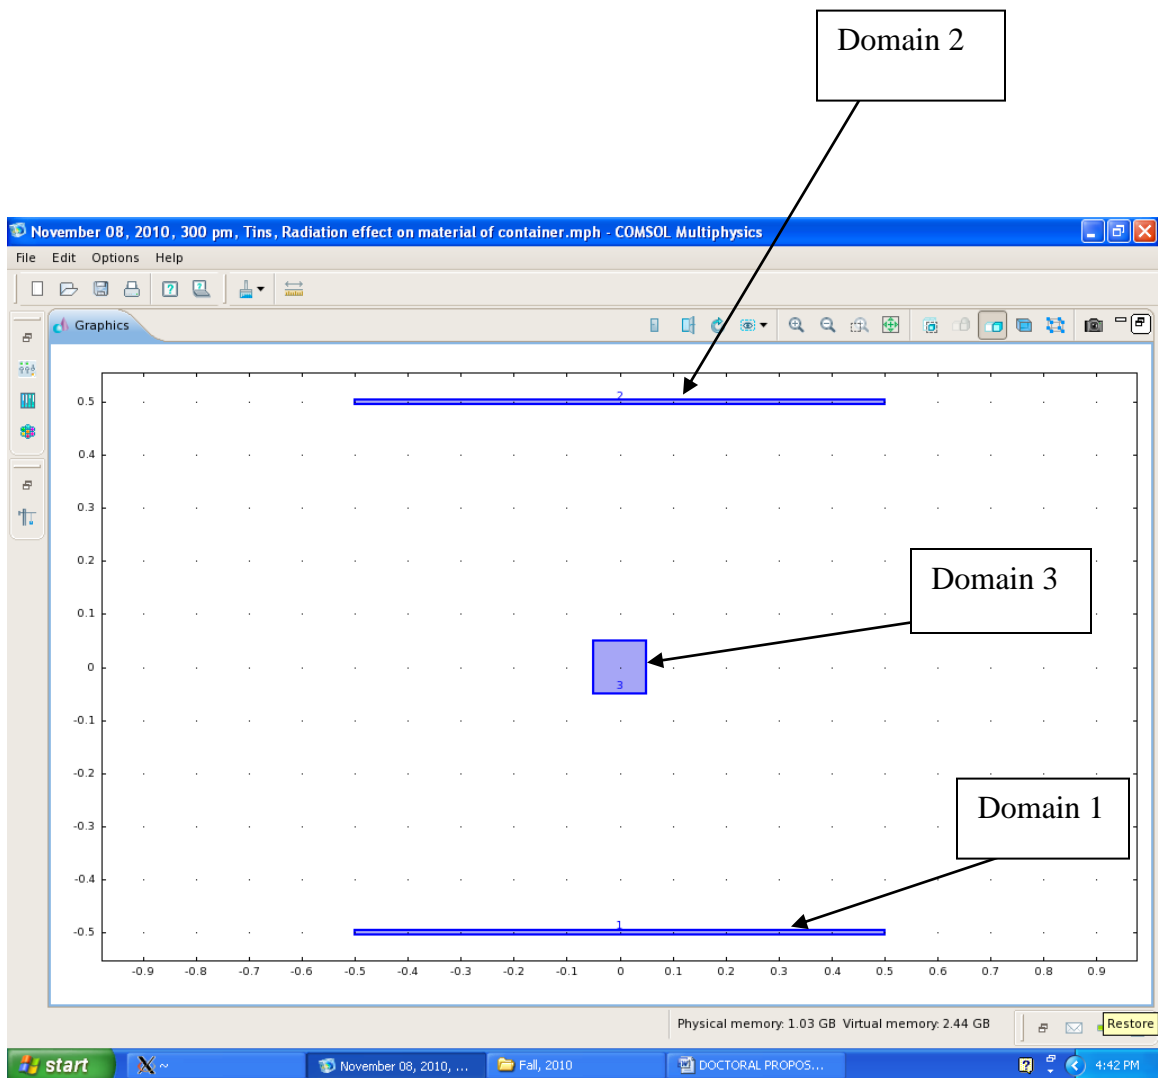 Domain 2
November 08, 2010, 300 pm, Tins, Radiation effect on material of container.mph - COMSOL Multiphysics
File Edit Options Help
Graphics
2
0.5
0.4
0.3
0.2
Domain 3
0.1
0
3
-0.1
-0.2
Domain 1
-0.3
-0.4
1
-0.5
-0.9 -0.8 -0.7 -0.6 -0.5 -0.4 -0.3 -0.2 -0.1 0 0.1 0.2 0.3 0.4 0.5 0.6 0.7 0.8 0.9
Physical memory: 1.03 GB Virtual memory: 2.44 GB
Restore
start
~
November 08, 2010, ...
Fall, 2010
DOCTORAL PROPOS...
4:42 PM